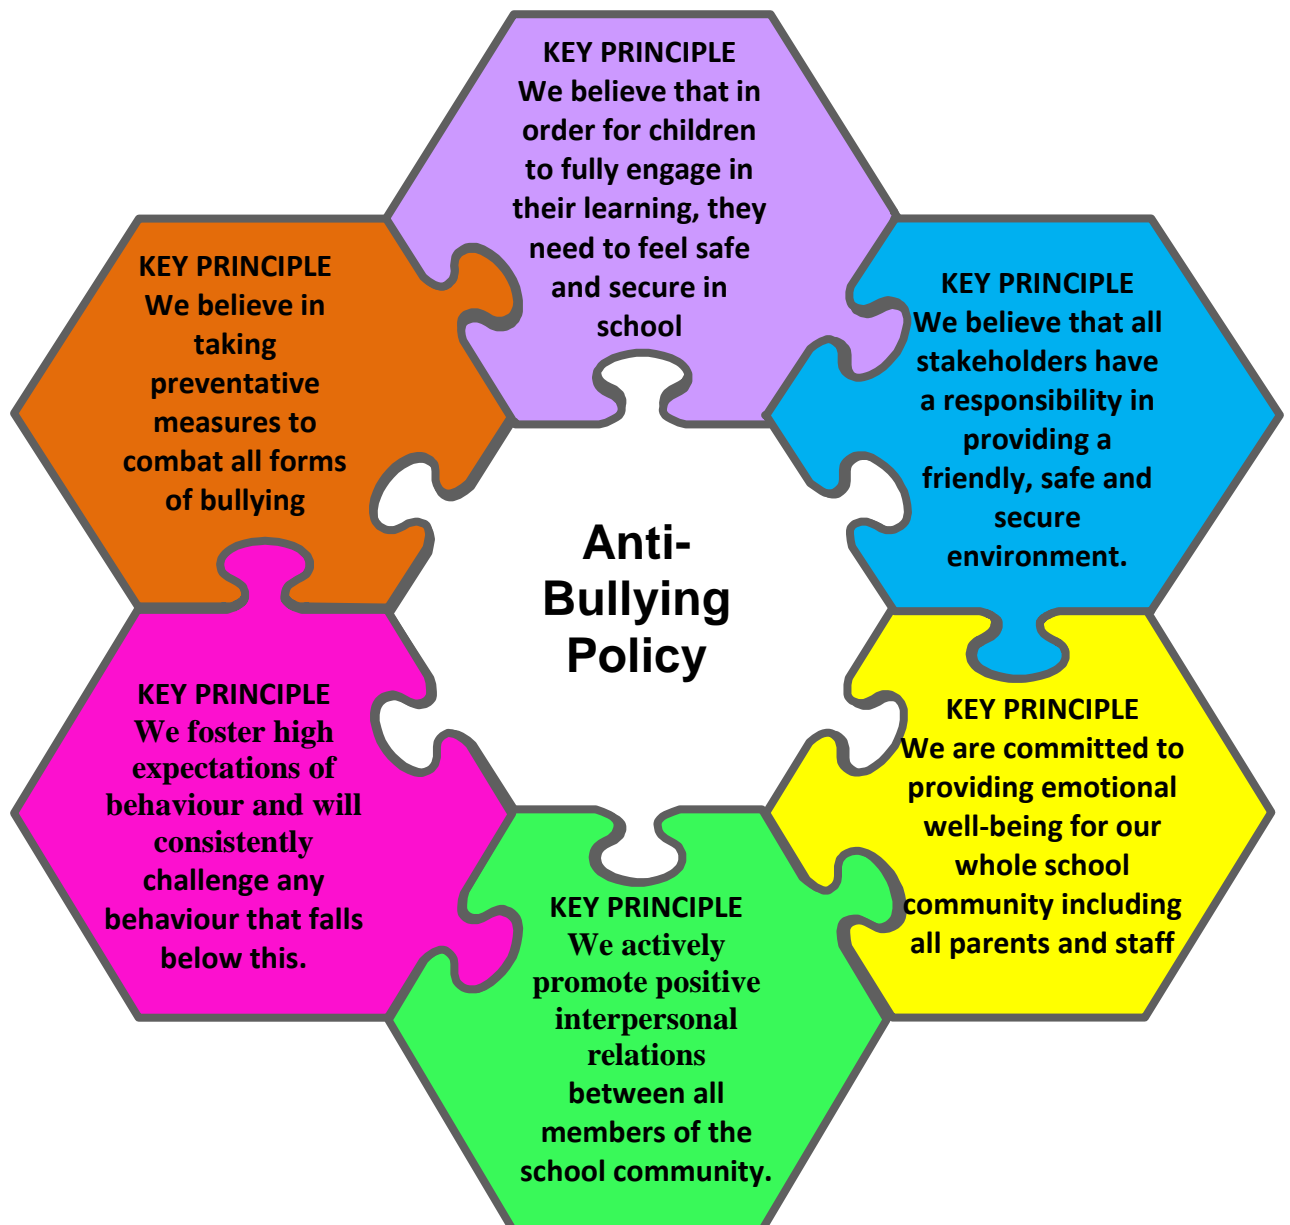 KEY PRINCIPLE
We believe that in
order for children
to fully engage in
their learning, they
need to feel safe
and secure in
school
KEY PRINCIPLE
We believe that all
stakeholders have
a responsibility in
providing a
friendly, safe and
secure
environment.
KEY PRINCIPLE
We are committed to
providing emotional
well-being for our
whole school
community including
all parents and staff
KEY PRINCIPLE
We actively
promote positive
interpersonal
relations
between all
members of the
school community.
KEY PRINCIPLE
We foster high
expectations of
behaviour and will
consistently
challenge any
behaviour that falls
below this.
KEY PRINCIPLE
We believe in
taking
preventative
measures to
combat all forms
of bullying
Anti-
Bullying
Policy